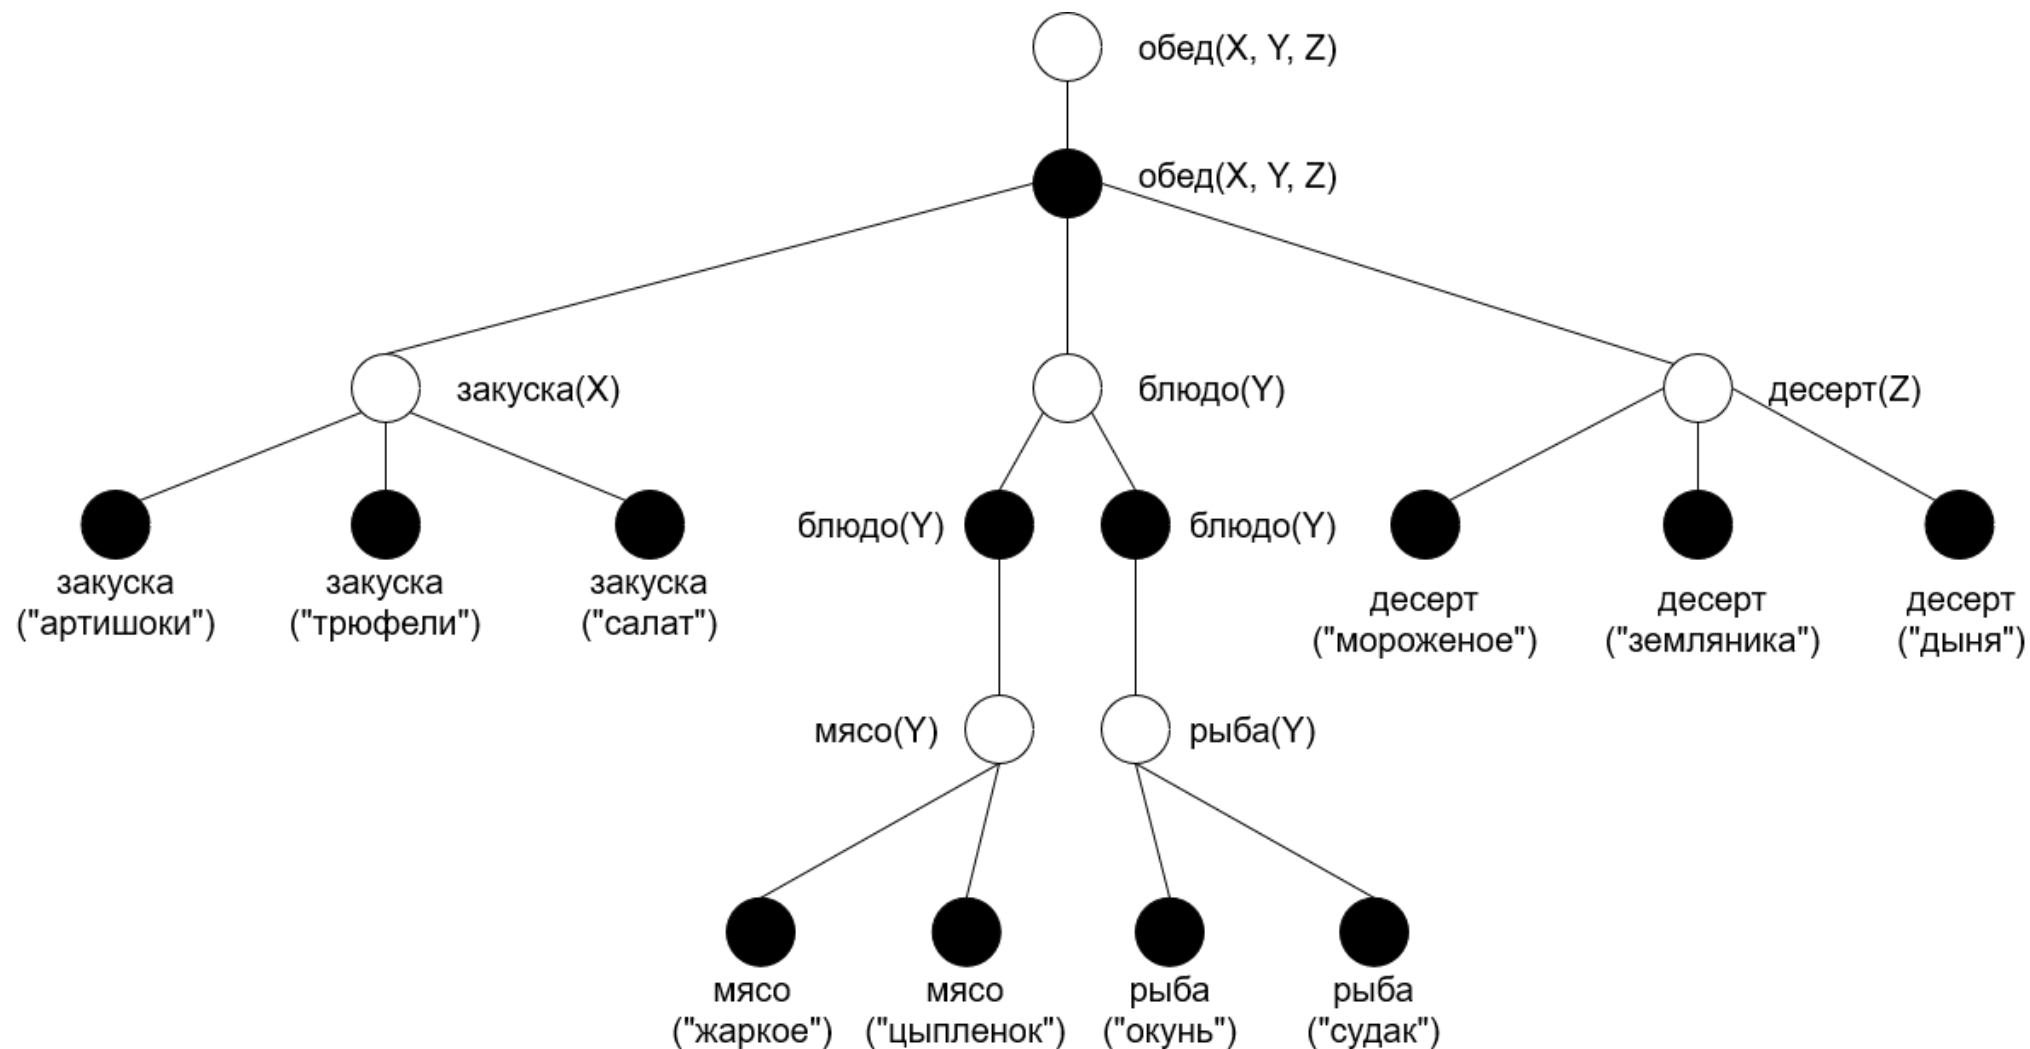 обед(X, Y, Z)
обед(X, Y, Z)
закуска(X)
блюдо(Y)
десерт(Z)
блюдо(Y)
блюдо(Y)
закуска
("артишоки")
закуска
("трюфели")
закуска
("салат")
десерт
("мороженое")
десерт
("земляника")
десерт
("дыня")
мясо(Y)
рыба(Y)
мясо
("жаркое")
мясо
("цыпленок")
рыба
("окунь")
рыба
("судак")